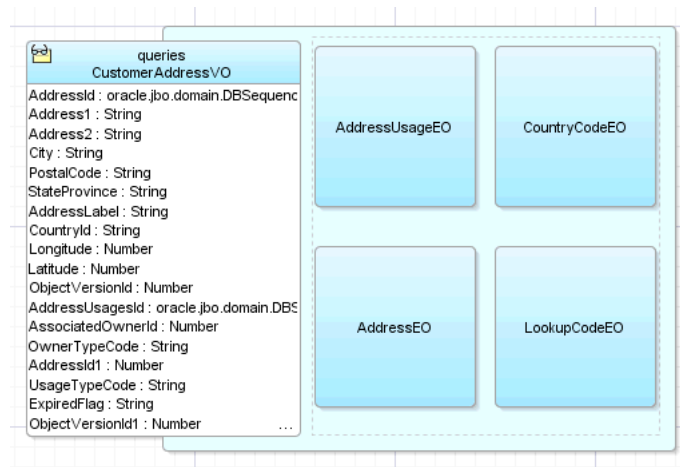 queries
CustomerAddressVO
AddressId : oracle.jbo.domain.DBSequenc
Address1 : String
Address2 : String
City : String
PostalCode : String
StateProvince : String
AddressLabel : String
CountryId : String
Longitude : Number
Latitude : Number
ObjectVersionId : Number
AddressUsagesId : oracle.jbo.domain.DBS
AssociatedOwnerId : Number
OwnerTypeCode : String
AddressId1 : Number
UsageTypeCode : String
ExpiredFlag : String
ObjectVersionId1 : Number ...
AddressUsageEO
CountryCodeEO
AddressEO
LookupCodeEO